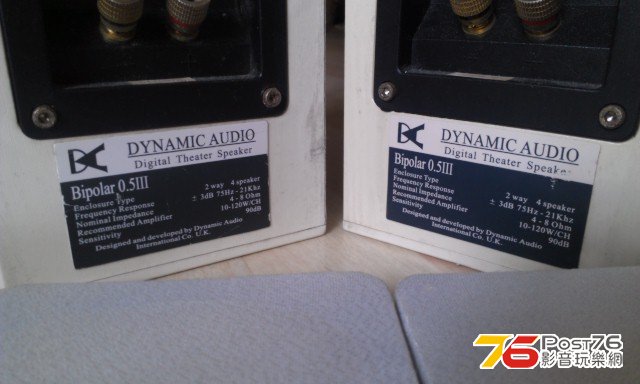 DYNAMIC AUDIO
Digital Theater Speaker
Bipolar 0.5III
Enclosure Type 2 way 4 speaker
Frequency Response ± 3dB 75Hz - 21Khz
Nominal Impedance 4 - 8 Ohm
Recommended Amplifier 10-120W/CH
Sensitivity 90dB
Designed and developed by Dynamic Audio
International Co. U.K.
DYNAMIC AUDIO
Digital Theater Speaker
Bipolar 0.5III
Enclosure Type 2 way 4 speaker
Frequency Response ± 3dB 75Hz - 21Khz
Nominal Impedance 4 - 8 Ohm
Recommended Amplifier 10-120W/CH
Sensitivity 90dB
Designed and developed by Dynamic Audio
International Co. U.K.
76 Post76
影音玩樂網